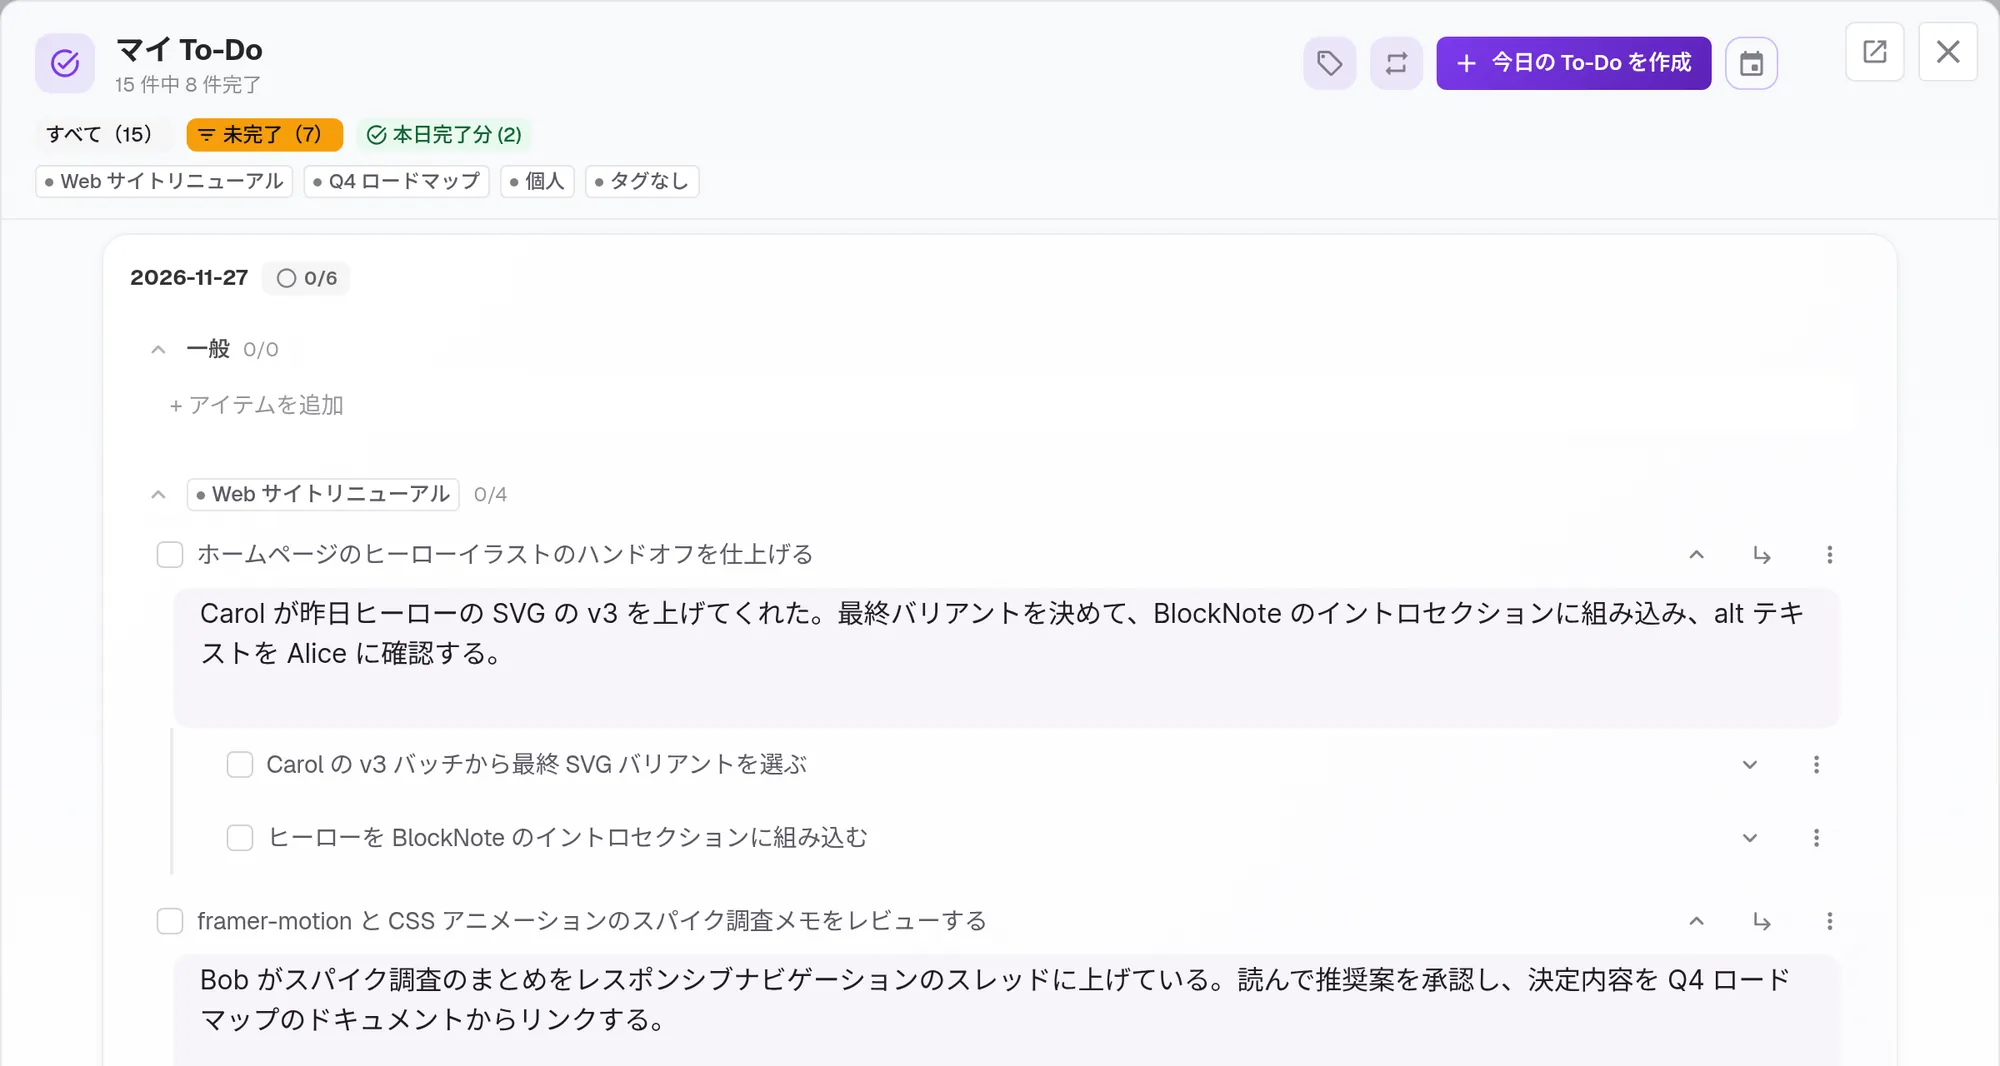 マイ To-Do
15 件中 8 件完了
+ 今日の To-Do を作成
すべて（15）
未完了（7）
本日完了分 (2)
Web サイトリニューアル
Q4 ロードマップ
個人
タグなし
2026-11-27
0/6
一般 0/0
+ アイテムを追加
Web サイトリニューアル 0/4
ホームページのヒーローイラストのハンドオフを仕上げる
Carol が昨日ヒーローの SVG の v3 を上げてくれた。最終バリアントを決めて、BlockNote のイントロセクションに組み込み、alt テキ
ストを Alice に確認する。
Carol の v3 バッチから最終 SVG バリアントを選ぶ
ヒーローを BlockNote のイントロセクションに組み込む
framer-motion と CSS アニメーションのスパイク調査メモをレビューする
Bob がスパイク調査のまとめをレスポンシブナビゲーションのスレッドに上げている。読んで推奨案を承認し、決定内容を Q4 ロード
マップのドキュメントからリンクする。